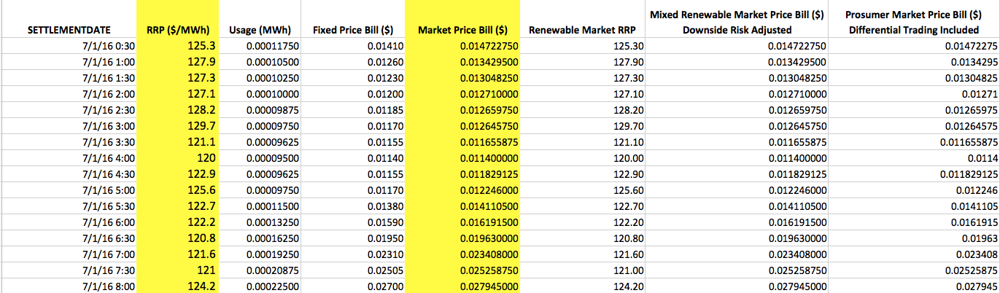 Mixed Renewable Market Price Bill ($) Prosumer Market Price Bill ($)
SETTLEMENTDATE RRP ($/MWh) Usage (MWh) Fixed Price Bill ($) Market Price Bill ($) Renewable Market RRP Downside Risk Adjusted Differential Trading Included
7/1/16 0:30 125.3 0.00011750 0.01410 0.014722750 125.30 0.014722750 0.01472275
7/1/16 1:00 127.9 0.00010500 0.01260 0.013429500 127.90 0.013429500 0.0134295
7/1/16 1:30 127.3 0.00010250 0.01230 0.013048250 127.30 0.013048250 0.01304825
7/1/16 2:00 127.1 0.00010000 0.01200 0.012710000 127.10 0.012710000 0.01271
7/1/16 2:30 128.2 0.00009875 0.01185 0.012659750 128.20 0.012659750 0.01265975
7/1/16 3:00 129.7 0.00009750 0.01170 0.012645750 129.70 0.012645750 0.01264575
7/1/16 3:30 121.1 0.00009625 0.01155 0.011655875 121.10 0.011655875 0.011655875
7/1/16 4:00 120 0.00009500 0.01140 0.011400000 120.00 0.011400000 0.0114
7/1/16 4:30 122.9 0.00009625 0.01155 0.011829125 122.90 0.011829125 0.011829125
7/1/16 5:00 125.6 0.00009750 0.01170 0.012246000 125.60 0.012246000 0.012246
7/1/16 5:30 122.7 0.00011500 0.01380 0.014110500 122.70 0.014110500 0.0141105
7/1/16 6:00 122.2 0.00013250 0.01590 0.016191500 122.20 0.016191500 0.0161915
7/1/16 6:30 120.8 0.00016250 0.01950 0.019630000 120.80 0.019630000 0.01963
7/1/16 7:00 121.6 0.00019250 0.02310 0.023408000 121.60 0.023408000 0.023408
7/1/16 7:30 121 0.00020875 0.02505 0.025258750 121.00 0.025258750 0.02525875
7/1/16 8:00 124.2 0.00022500 0.02700 0.027945000 124.20 0.027945000 0.027945